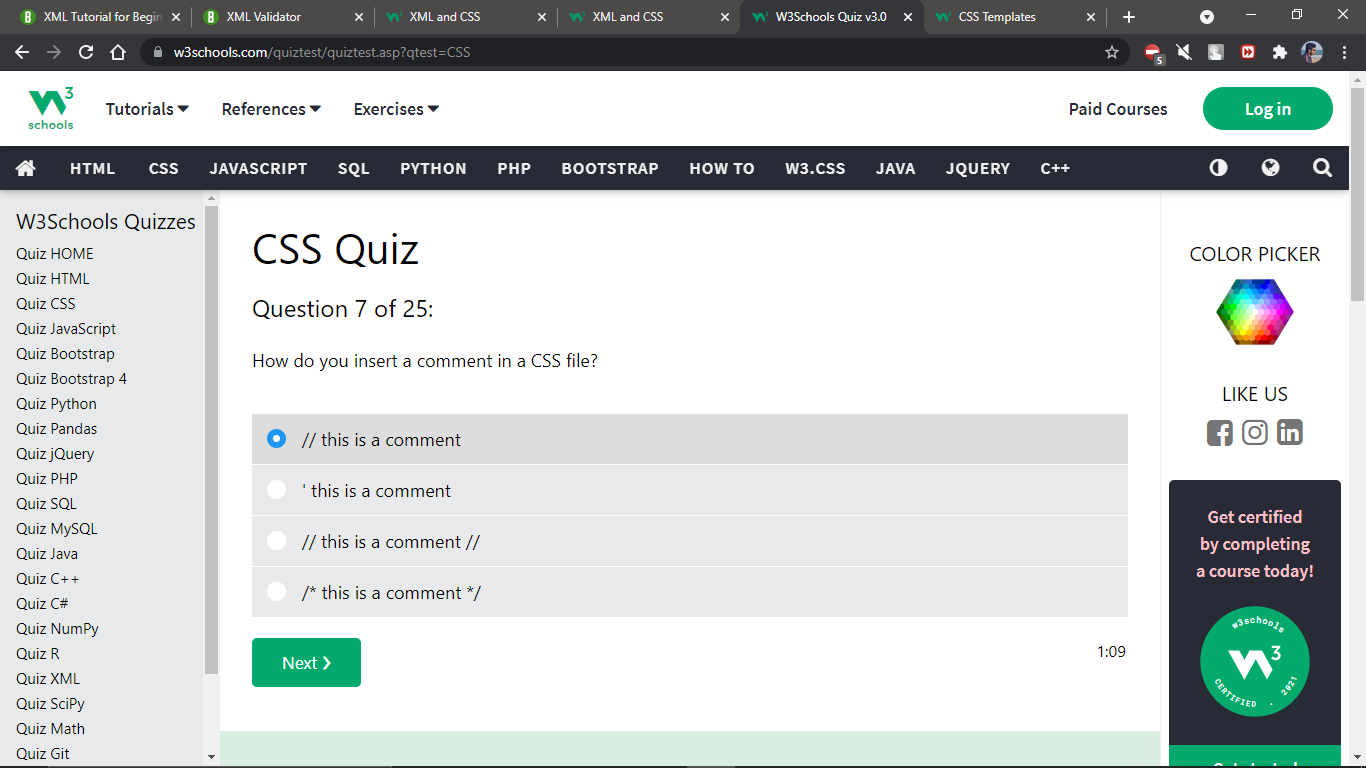 XML Tutorial for Begin
XML Validator
XML and CSS
XML and CSS
W3Schools Quiz v3.0
CSS Templates
w3schools.com/quiztest/quiztest.asp?qtest=CSS
5
3
schools
Tutorials
References
Exercises
Paid Courses
Log in
HTML
CSS
JAVASCRIPT
SQL
PYTHON
PHP
BOOTSTRAP
HOW TO
W3.CSS
JAVA
JQUERY
C++
W3Schools Quizzes
Quiz HOME
Quiz HTML
Quiz CSS
Quiz JavaScript
Quiz Bootstrap
Quiz Bootstrap 4
Quiz Python
Quiz Pandas
Quiz jQuery
Quiz PHP
Quiz SQL
Quiz MySQL
Quiz Java
Quiz C++
Quiz C#
Quiz NumPy
Quiz R
Quiz XML
Quiz SciPy
Quiz Math
Quiz Git
CSS Quiz
Question 7 of 25:
How do you insert a comment in a CSS file?
// this is a comment
' this is a comment
// this is a comment //
/* this is a comment */
Next ❯
1:09
COLOR PICKER
LIKE US
Get certified
by completing
a course today!
w3schools
3
CERTIFIED . 2021